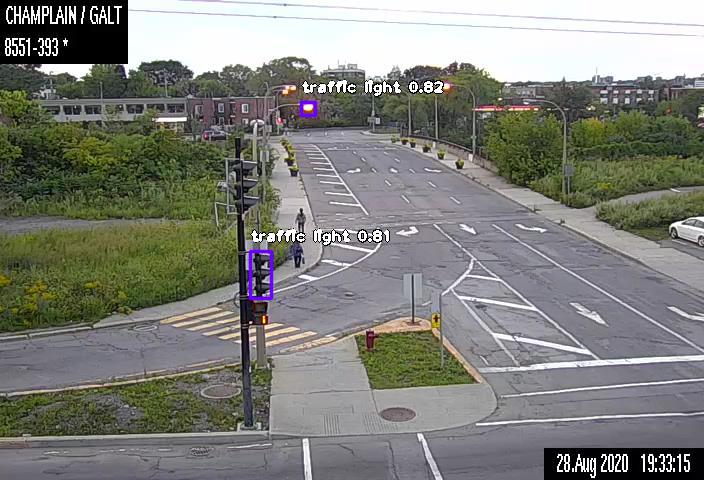 CHAMPLAIN / GALT
8551-393 *
traffic light 0.82
traffic light 0.81
28.Aug 2020 19:33:15